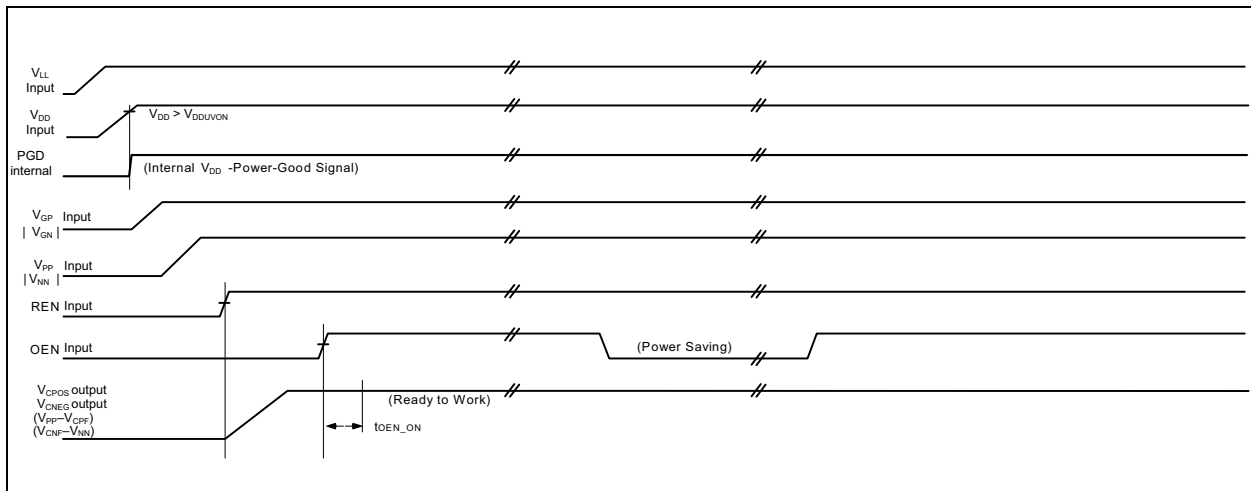 VLL
Input
VDD
Input
VDD > VDDUVON
PGD
internal
(Internal VDD -Power-Good Signal)
VGP Input
| VGN |
VPP Input
|VNN |
REN Input
OEN Input
(Power Saving)
VCPOS output
VCNEG output
(VPP–VCPF)
(VCNF–VNN)
(Ready to Work)
tOEN_ON